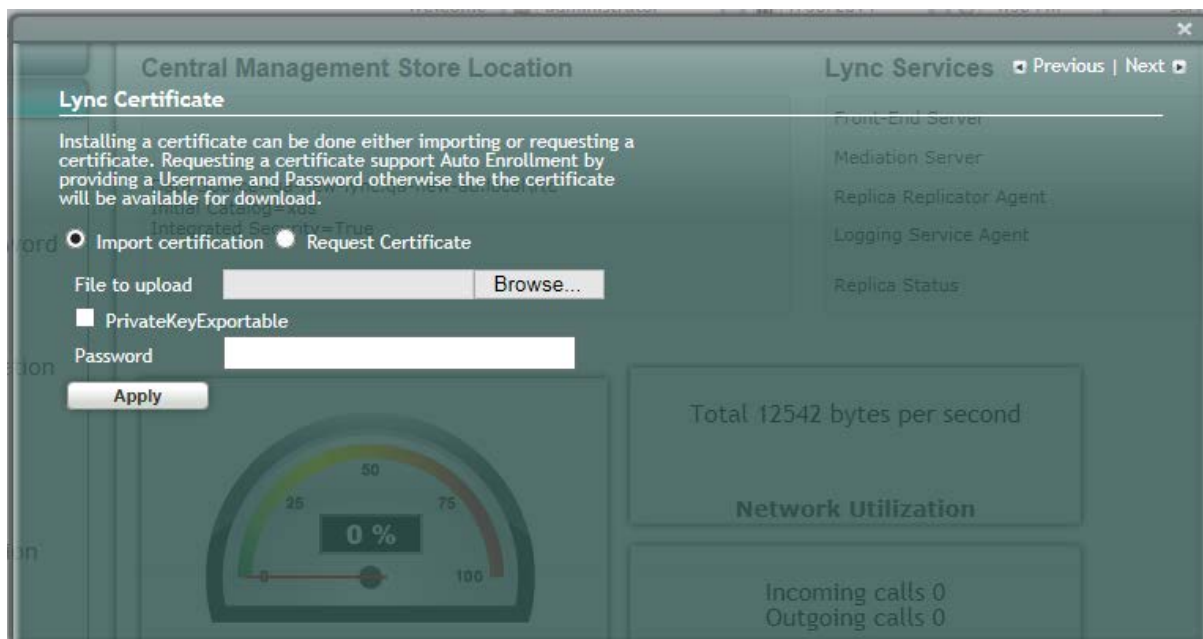 Central Management Store Location
Lync Services
Previous | Next
Lync Certificate
Front-End Server
Installing a certificate can be done either importing or requesting a
certificate. Requesting a certificate support Auto Enrollment by
providing a Username and Password otherwise the the certificate
will be available for download.
Mediation Server
Replica Replicator Agent
Initial Catalog=xds
Integrated Security=True
Import certification
Request Certificate
Logging Service Agent
File to upload
Browse...
Replica Status
PrivateKeyExportable
Password
Apply
Total 12542 bytes per second
Network Utilization
0
25
50
75
100
0 %
Incoming calls 0
Outgoing calls 0